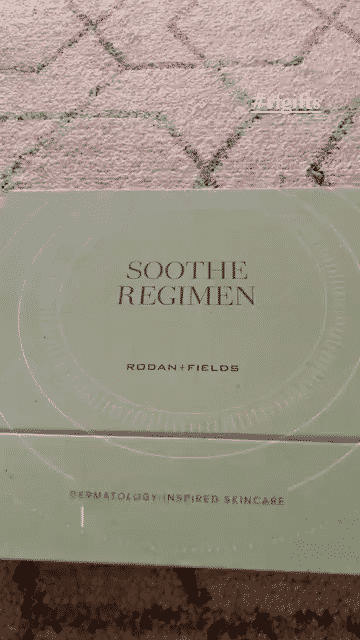 SOOTHE
REGIMEN
RODAN+FIELDS
DERMATOLOGY-INSPIRED SKINCARE